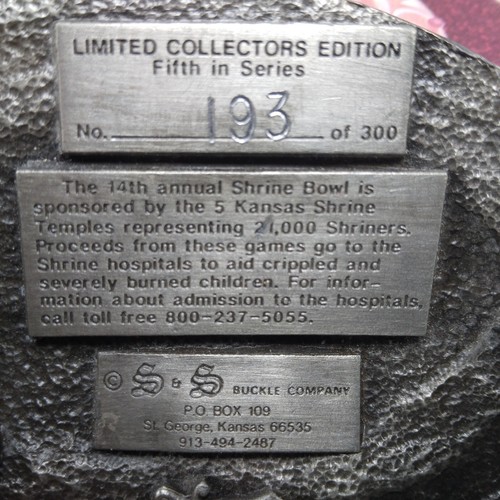 LIMITED COLLECTORS EDITION
Fifth in Series
No. 193 of 300
The 14th annual Shrine Bowl is
sponsored by the 5 Kansas Shrine
Temples representing 21,000 Shriners.
Proceeds from these games go to the
Shrine hospitals to aid crippled and
severely burned children. For infor-
mation about admission to the hospitals,
call toll free 800-237-5055.
© S & S BUCKLE COMPANY
P.O. BOX 109
St. George, Kansas 66535
913-494-2487